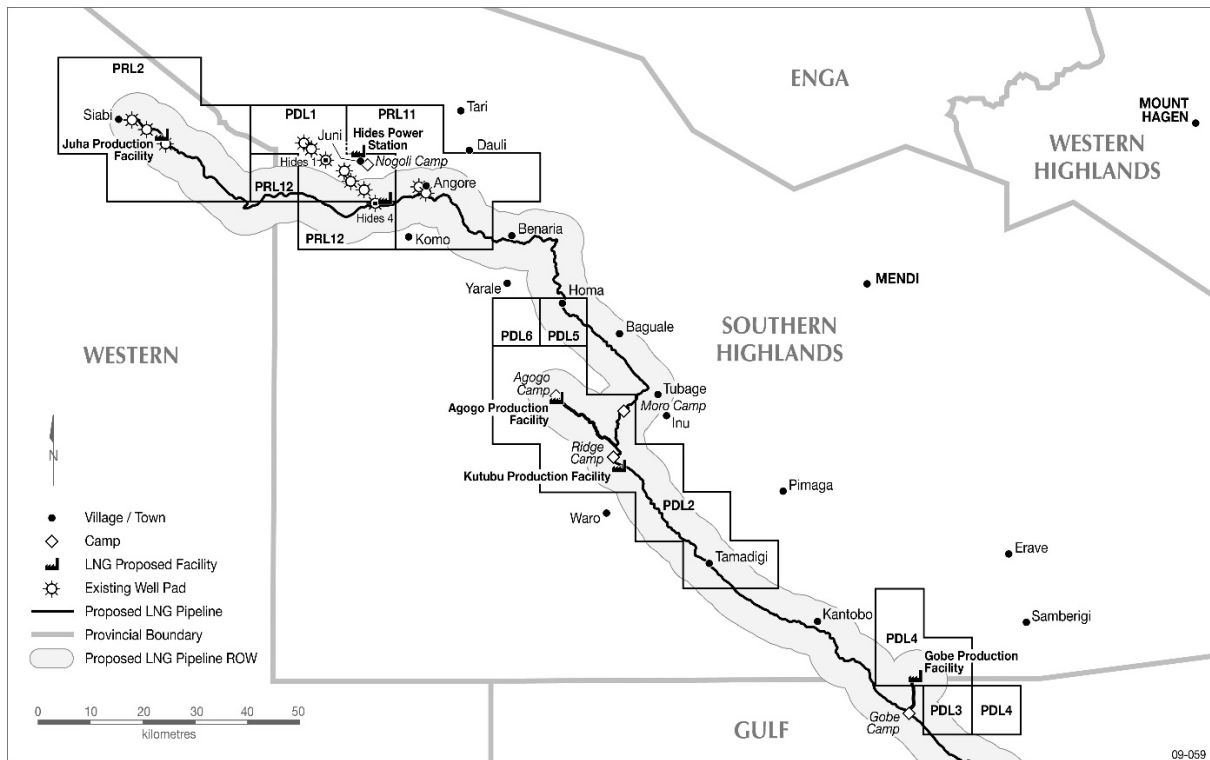 PRL2
ENGA
MOUNT
HAGEN
WESTERN
HIGHLANDS
Tari
PDL1
PRL11
Siabi
Juni
Hides Power
Station
Juha Production
Facility
Hides 1
Nogoli Camp
Dauli
PRL12
Angore
Hides 4
PRL12
Komo
Benaria
Yarale
Homa
MENDI
PDL6
PDL5
Baguale
SOUTHERN
HIGHLANDS
WESTERN
Agogo
Camp
Tubage
Moro Camp
Inu
Agogo Production
Facility
Ridge
Camp
Kutubu Production Facility
Pimaga
PDL2
Waro
Tamadigi
Erave
Kantobo
Samberigi
PDL4
Gobe Production
Facility
PDL3
PDL4
Gobe
Camp
GULF
N
Village / Town
Camp
LNG Proposed Facility
Existing Well Pad
Proposed LNG Pipeline
Provincial Boundary
Proposed LNG Pipeline ROW
0 10 20 30 40 50
kilometres
09-059